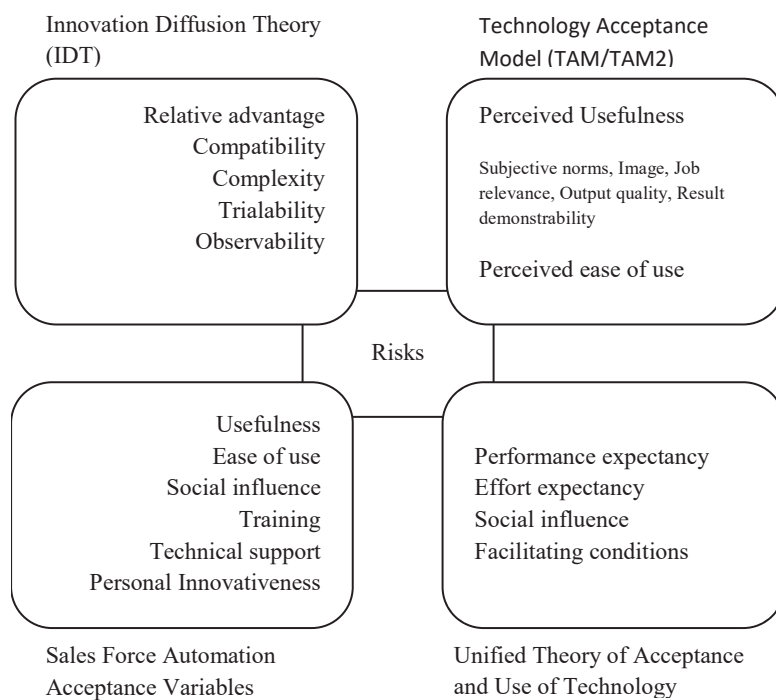 Innovation Diffusion Theory
(IDT)
Technology Acceptance
Model (TAM/TAM2)
Relative advantage
Compatibility
Complexity
Trialability
Observability
Perceived Usefulness
Subjective norms, Image, Job
relevance, Output quality, Result
demonstrability
Perceived ease of use
Risks
Usefulness
Ease of use
Social influence
Training
Technical support
Personal Innovativeness
Performance expectancy
Effort expectancy
Social influence
Facilitating conditions
Sales Force Automation
Acceptance Variables
Unified Theory of Acceptance
and Use of Technology